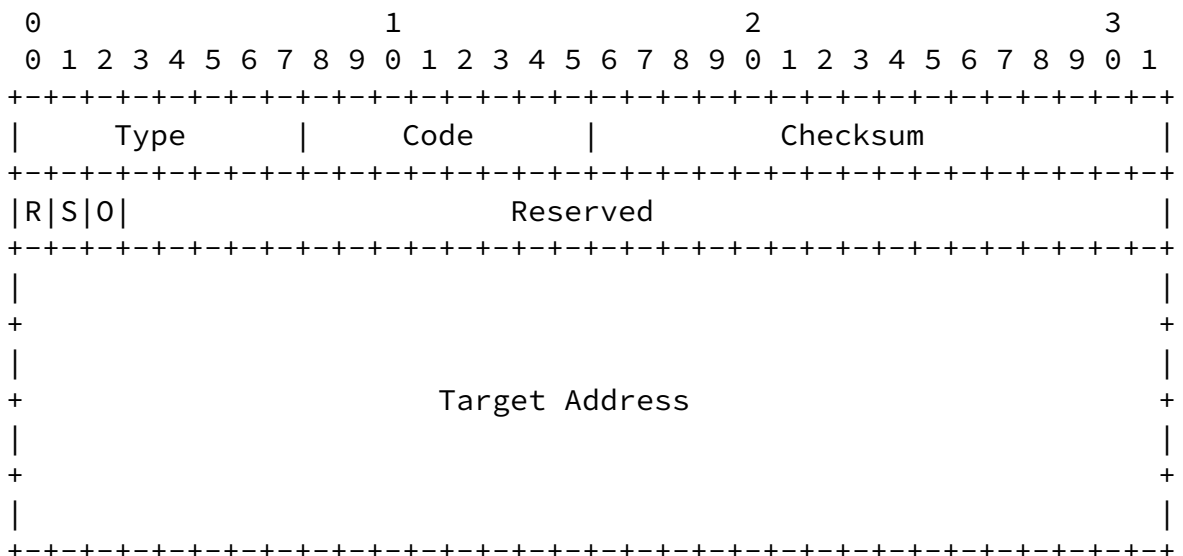 0                   1                   2                   3
 0 1 2 3 4 5 6 7 8 9 0 1 2 3 4 5 6 7 8 9 0 1 2 3 4 5 6 7 8 9 0 1
+-+-+-+-+-+-+-+-+-+-+-+-+-+-+-+-+-+-+-+-+-+-+-+-+-+-+-+-+-+-+-+-+
|     Type      |     Code      |          Checksum             |
+-+-+-+-+-+-+-+-+-+-+-+-+-+-+-+-+-+-+-+-+-+-+-+-+-+-+-+-+-+-+-+-+
|R|S|O|                     Reserved                            |
+-+-+-+-+-+-+-+-+-+-+-+-+-+-+-+-+-+-+-+-+-+-+-+-+-+-+-+-+-+-+-+-+
|                                                               |
+                                                               +
|                                                               |
+                       Target Address                          +
|                                                               |
+                                                               +
|                                                               |
+-+-+-+-+-+-+-+-+-+-+-+-+-+-+-+-+-+-+-+-+-+-+-+-+-+-+-+-+-+-+-+-+